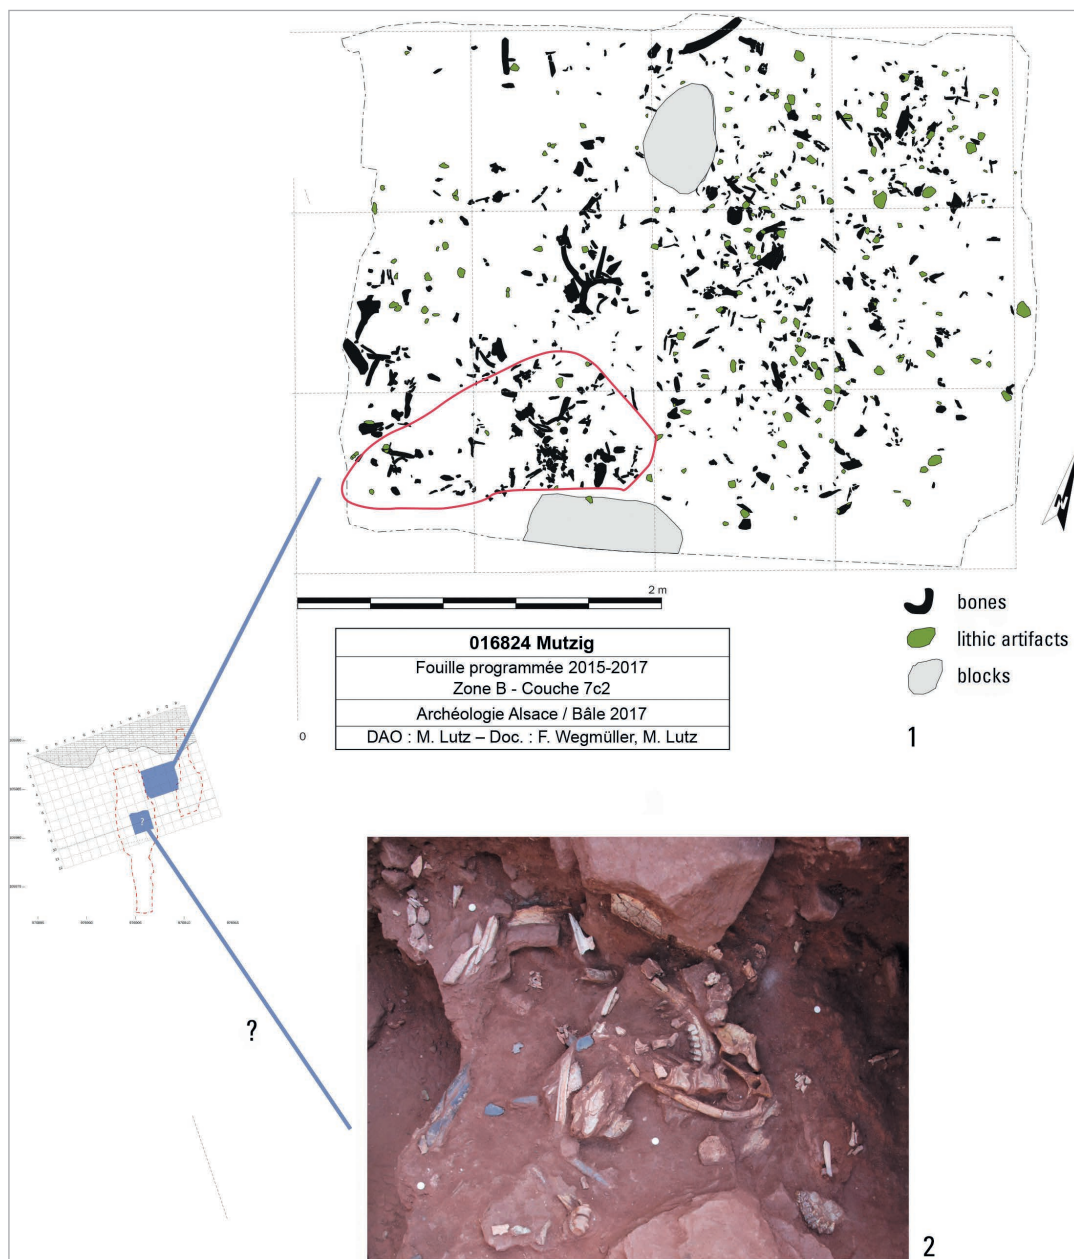 N
2 m
0
bones
lithic artifacts
blocks
016824 Mutzig
Fouille programmée 2015-2017
Zone B - Couche 7c2
Archéologie Alsace / Bâle 2017
DAO : M. Lutz – Doc. : F. Wegmüller, M. Lutz
1
?
?
2